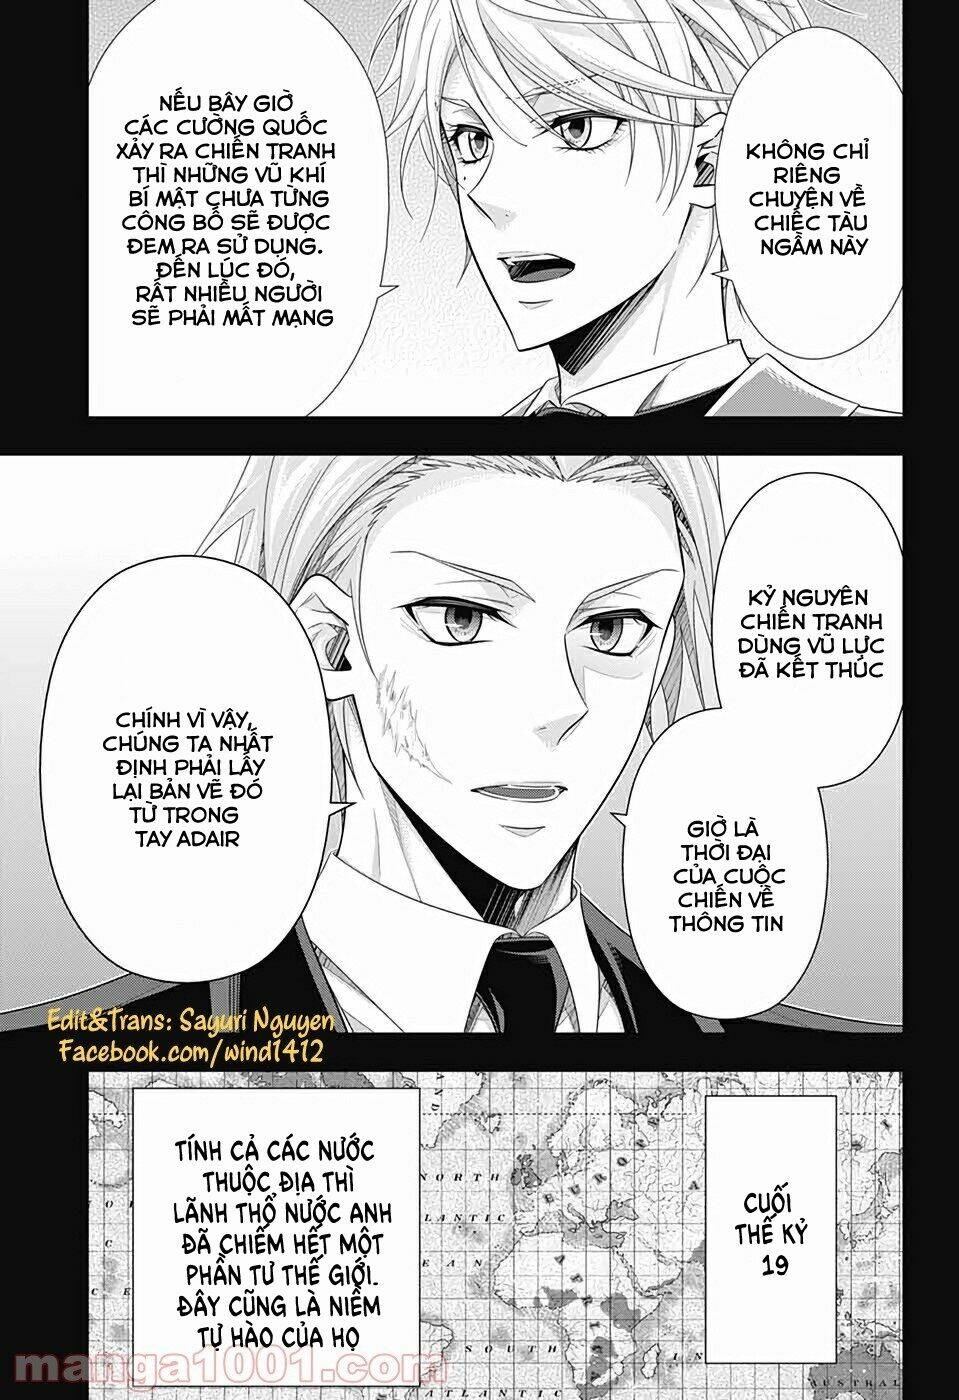 KHÔNG CHỈ
RIÊNG
CHUYỆN VỀ
CHIẾC TÀU
NGẦM NÀY
NẾU BÂY GIỜ
CÁC CƯỜNG QUỐC
XẢY RA CHIẾN TRANH
THÌ NHỮNG VŨ KHÍ
BÍ MẬT CHƯA TỪNG
CÔNG BỐ SẼ ĐƯỢC
ĐEM RA SỬ DỤNG.
ĐẾN LÚC ĐÓ,
RẤT NHIỀU NGƯỜI
SẼ PHẢI MẤT MẠNG
KỶ NGUYÊN
CHIẾN TRANH
DÙNG VŨ LỰC
ĐÃ KẾT THÚC
GIỜ LÀ
THỜI ĐẠI
CỦA CUỘC
CHIẾN VỀ
THÔNG TIN
CHÍNH VÌ VẬY,
CHÚNG TA NHẤT
ĐỊNH PHẢI LẤY
LẠI BẢN VẼ ĐÓ
TỪ TRONG
TAY ADAIR
Edit&Trans: Sayuri Nguyen
Facebook.com/wind1412
CUỐI
THẾ KỶ
19
TÍNH CẢ CÁC NƯỚC
THUỘC ĐỊA THÌ
LÃNH THỔ NƯỚC ANH
ĐÃ CHIẾM HẾT MỘT
PHẦN TƯ THẾ GIỚI.
ĐÂY CŨNG LÀ NIỀM
TỰ HÀO CỦA HỌ
NORTH
SOUTH
ATLANTIC
manga1001.com